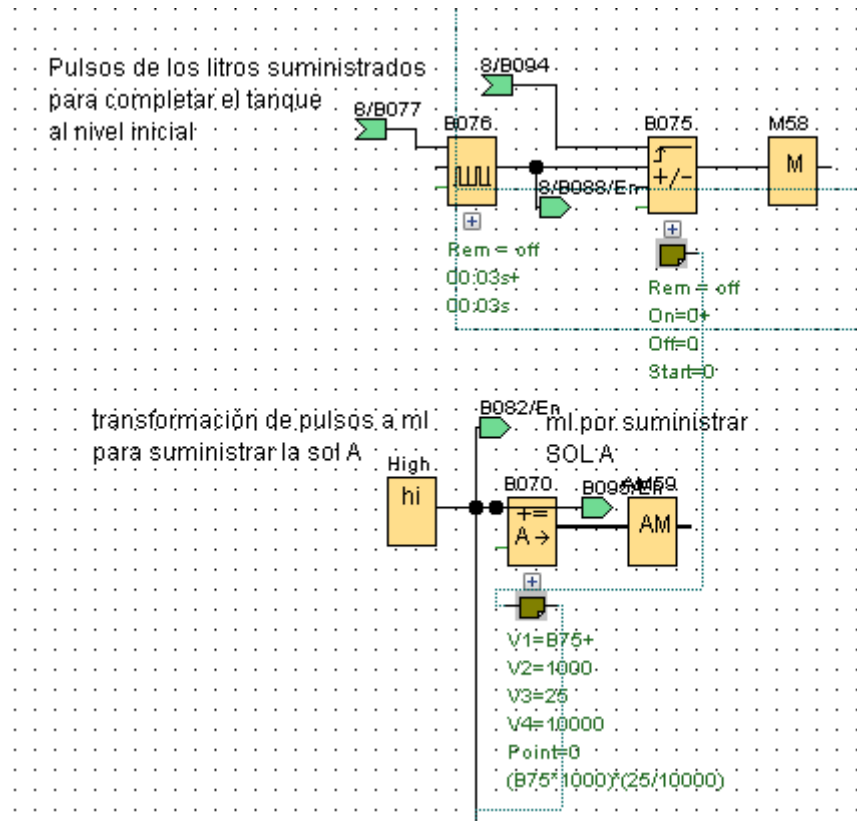 Pulsos de los litros suministrados
para completar el tanque
al nivel inicial
8/B094
8/B077
B076
B075
M58
M
+/-
8/B088/En
Rem = off
00:03s+
00:03s
Rem = off
On=0+
Off=0
Start=0
transformación de pulsos a ml
para suministrar la sol A
B082/En
ml por suministrar
SOL A
High
hi
B070
B095/En
AM59
+=
A→
AM
V1=B75+
V2=1000
V3=25
V4=10000
Point=0
(B75*1000)*(25/10000)